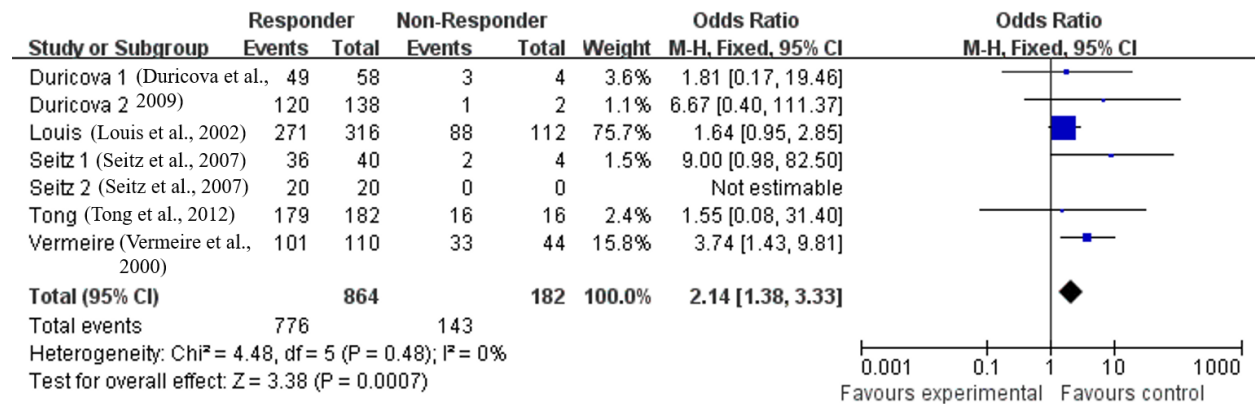 Responder Non-Responder Odds Ratio Odds Ratio
Study or Subgroup Events Total Events Total Weight M-H, Fixed, 95% CI M-H, Fixed, 95% CI
Duricova 1 (Duricova et al., 49 58 3 4 3.6% 1.81 [0.17, 19.46]
Duricova 2 2009) 120 138 1 2 1.1% 6.67 [0.40, 111.37]
Louis (Louis et al., 2002) 271 316 88 112 75.7% 1.64 [0.95, 2.85]
Seitz 1 (Seitz et al., 2007) 36 40 2 4 1.5% 9.00 [0.98, 82.50]
Seitz 2 (Seitz et al., 2007) 20 20 0 0 Not estimable
Tong (Tong et al., 2012) 179 182 16 16 2.4% 1.55 [0.08, 31.40]
Vermeire (Vermeire et al., 101 110 33 44 15.8% 3.74 [1.43, 9.81]
2000)
Total (95% CI) 864 182 100.0% 2.14 [1.38, 3.33]
Total events 776 143
Heterogeneity: Chi² = 4.48, df = 5 (P = 0.48); I² = 0%
Test for overall effect: Z = 3.38 (P = 0.0007)
0.001 0.1 1 10 1000
Favours experimental Favours control